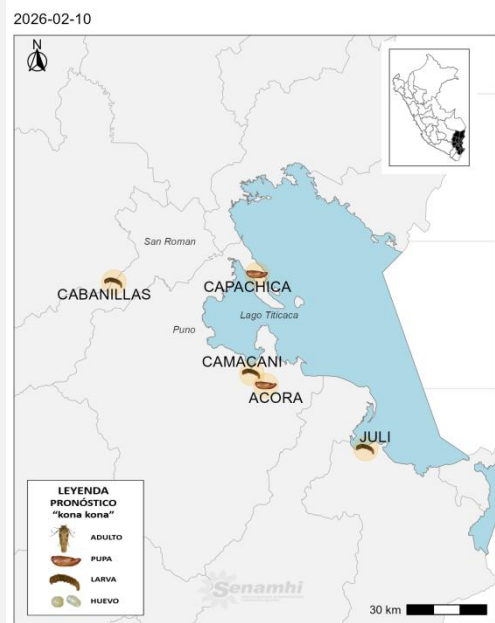 2026-02-10
N
San Roman
CABANILLAS
CAPACHICA
Lago Titicaca
Puno
CAMACANI
ACORA
JULI
LEYENDA
PRONÓSTICO
"kona kona"
ADULTO
PUPA
LARVA
HUEVO
Senamhi
30 km